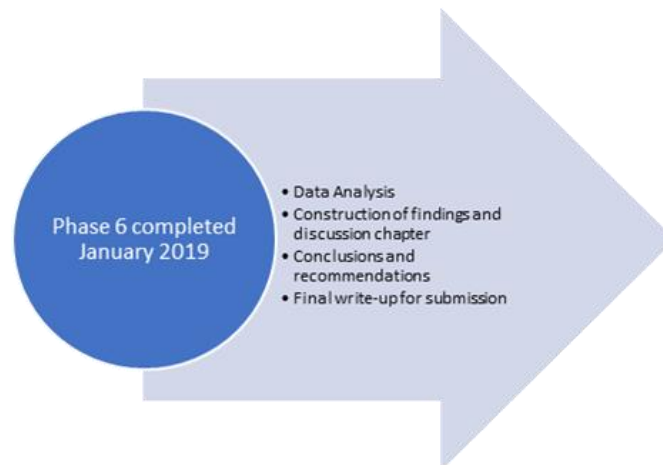 Phase 6 completed
January 2019
• Data Analysis
• Construction of findings and
discussion chapter
• Conclusions and
recommendations
• Final write-up for submission